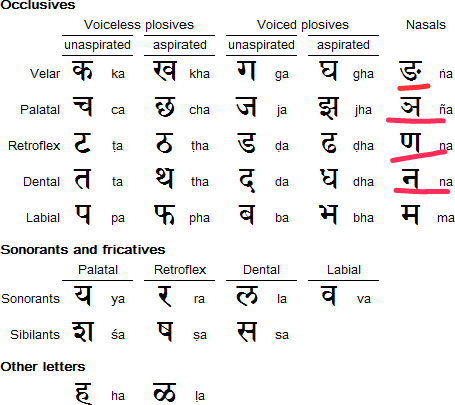 Occlusives
Voiceless plosives Voiced plosives Nasals
unaspirated aspirated unaspirated aspirated
Velar क ka ख kha ग ga घ gha ङ ṅa
Palatal च ca छ cha ज ja झ jha ञ ña
Retroflex ट ṭa ठ ṭha ड ḍa ढ ḍha ण ṇa
Dental त ta थ tha द da ध dha न na
Labial प pa फ pha ब ba भ bha म ma
Sonorants and fricatives
Palatal Retroflex Dental Labial
Sonorants य ya र ra ल la व va
Sibilants श śa ष ṣa स sa
Other letters
ह ha ळ ḷa